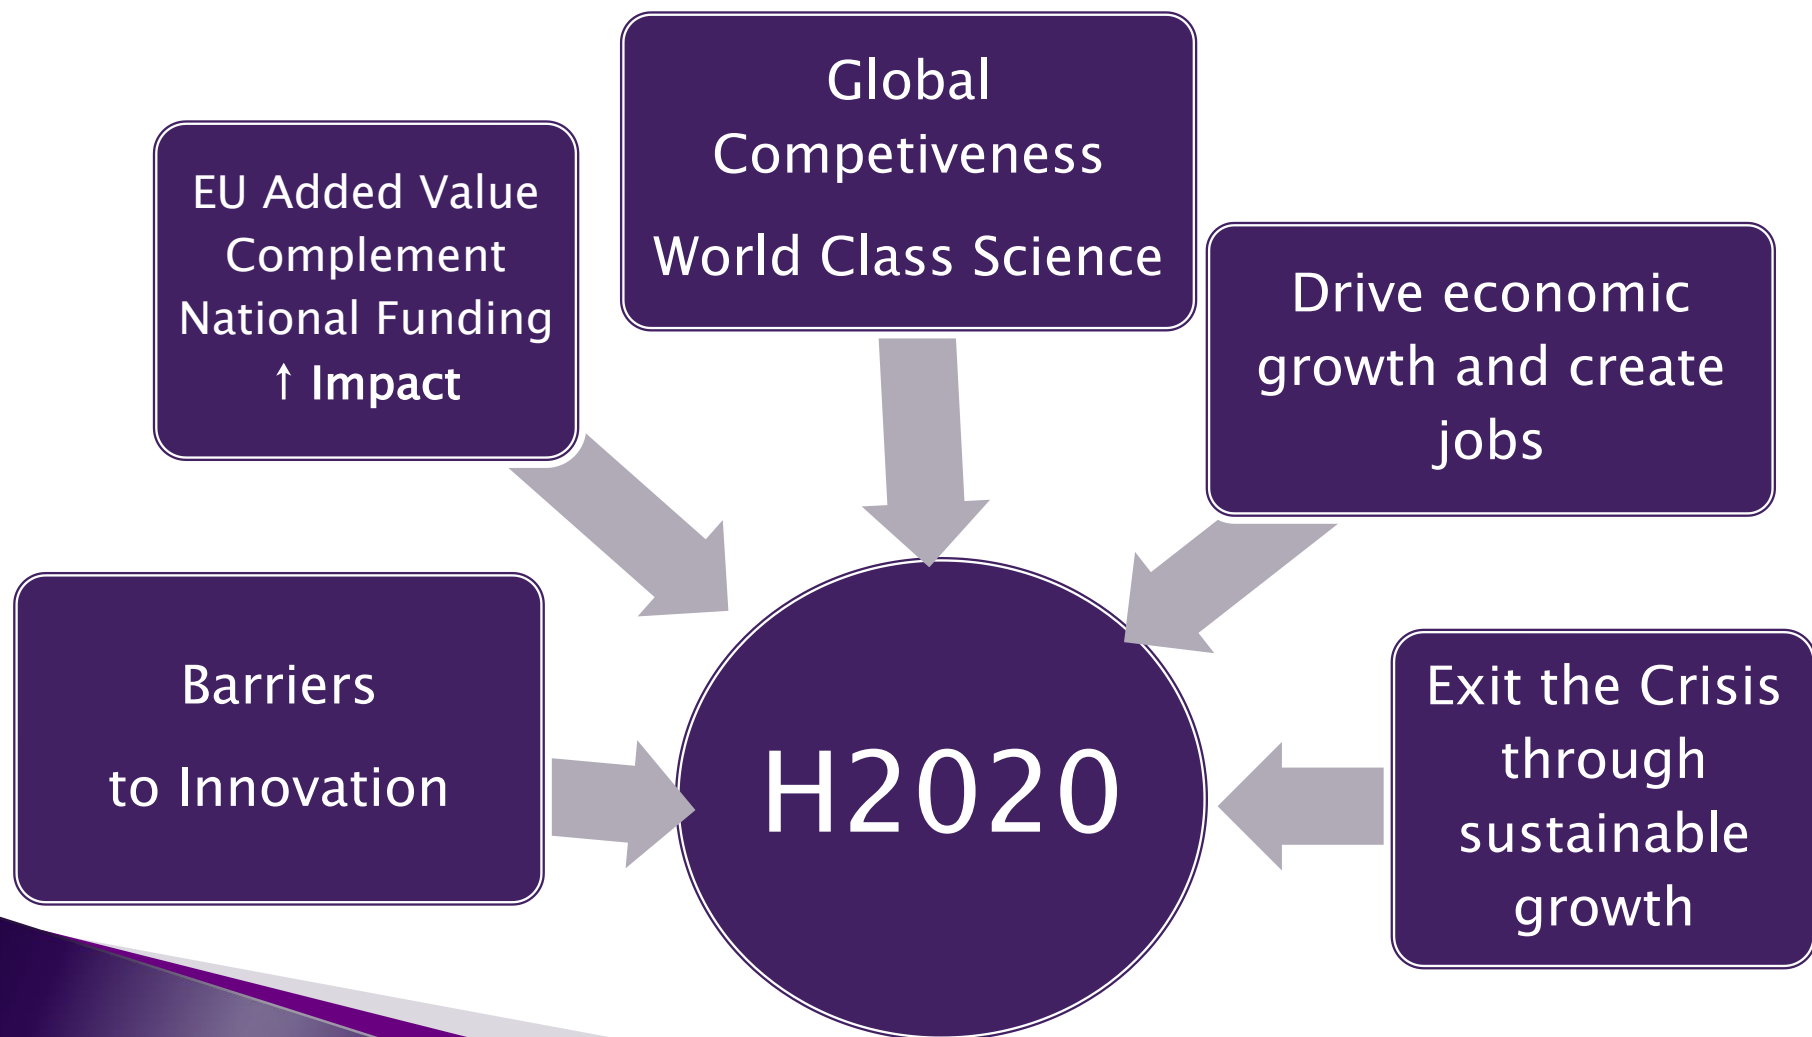 Global
Competiveness
World Class Science
EU Added Value
Complement
National Funding
↑ Impact
Drive economic
growth and create
jobs
Barriers
to Innovation
H2020
Exit the Crisis
through
sustainable
growth